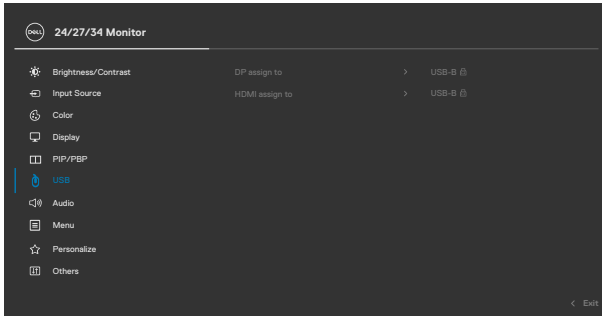 DELL
24/27/34 Monitor
Brightness/Contrast
DP assign to > USB-B
Input Source
HDMI assign to > USB-B
Color
Display
PIP/PBP
USB
Audio
Menu
Personalize
Others
< Exit